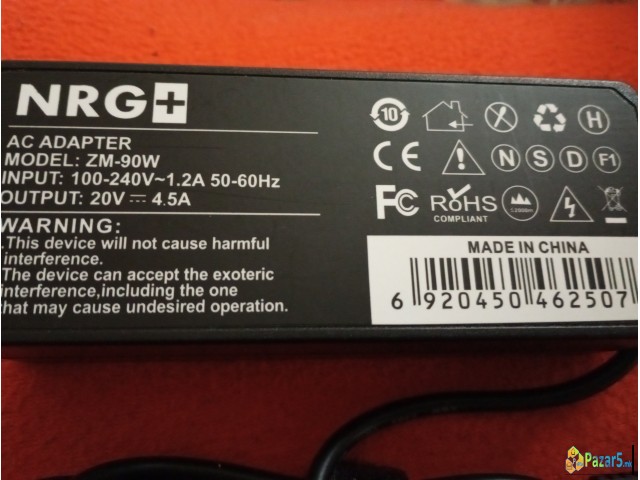 NRG+
AC ADAPTER
MODEL: ZM-90W
INPUT: 100-240V~1.2A 50-60Hz
OUTPUT: 20V ⎓ 4.5A
WARNING:
.This device will not cause harmful
interference.
.The device can accept the exoteric
interference,including the one
that may cause undesired operation.
10 H
CE N S D F1
FC RoHS
COMPLIANT
MADE IN CHINA
6 920450 462507
Pazar5.mk